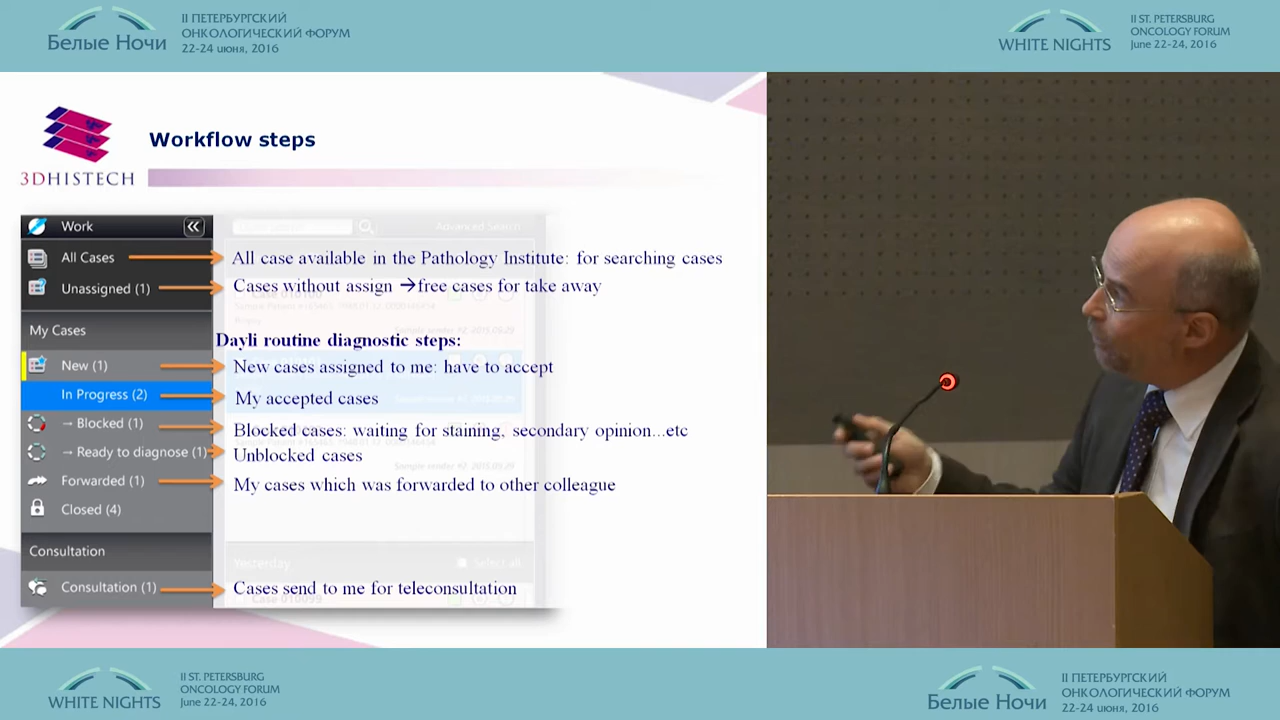 Белые Ночи
II ПЕТЕРБУРГСКИЙ
ОНКОЛОГИЧЕСКИЙ ФОРУМ
22-24 июня, 2016
WHITE NIGHTS
II ST. PETERSBURG
ONCOLOGY FORUM
June 22-24, 2016
3DHISTECH
Workflow steps
Work
Advanced Search
All Cases
All case available in the Pathology Institute: for searching cases
Unassigned (1)
Cases without assign →free cases for take away
My Cases
Dayli routine diagnostic steps:
New (1)
New cases assigned to me: have to accept
In Progress (2)
My accepted cases
→ Blocked (1)
Blocked cases: waiting for staining, secondary opinion...etc
→ Ready to diagnose (1)
Unblocked cases
Forwarded (1)
My cases which was forwarded to other colleague
Closed (4)
Yesterday
Select all
Consultation
Consultation (1)
Cases send to me for teleconsultation
WHITE NIGHTS
II ST. PETERSBURG
ONCOLOGY FORUM
June 22-24, 2016
Белые Ночи
II ПЕТЕРБУРГСКИЙ
ОНКОЛОГИЧЕСКИЙ ФОРУМ
22-24 июня, 2016